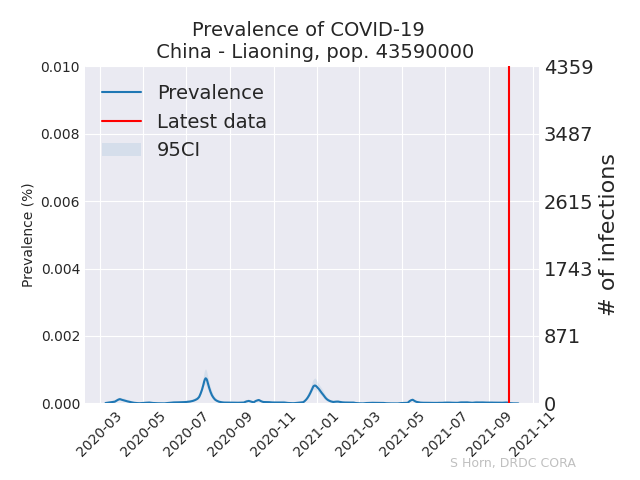 Prevalence of COVID-19
China - Liaoning, pop. 43590000
Prevalence
Latest data
95CI
Prevalence (%)
0.010
0.008
0.006
0.004
0.002
0.000
4359
3487
2615
1743
871
0
# of infections
2020-03
2020-05
2020-07
2020-09
2020-11
2021-01
2021-03
2021-05
2021-07
2021-09
2021-11
S Horn, DRDC CORA